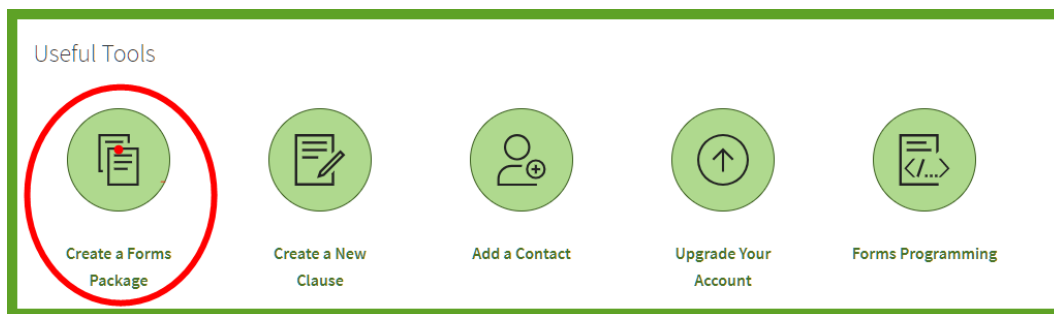 Useful Tools
</...>
Create a Forms
Package
Create a New
Clause
Add a Contact
Upgrade Your
Account
Forms Programming